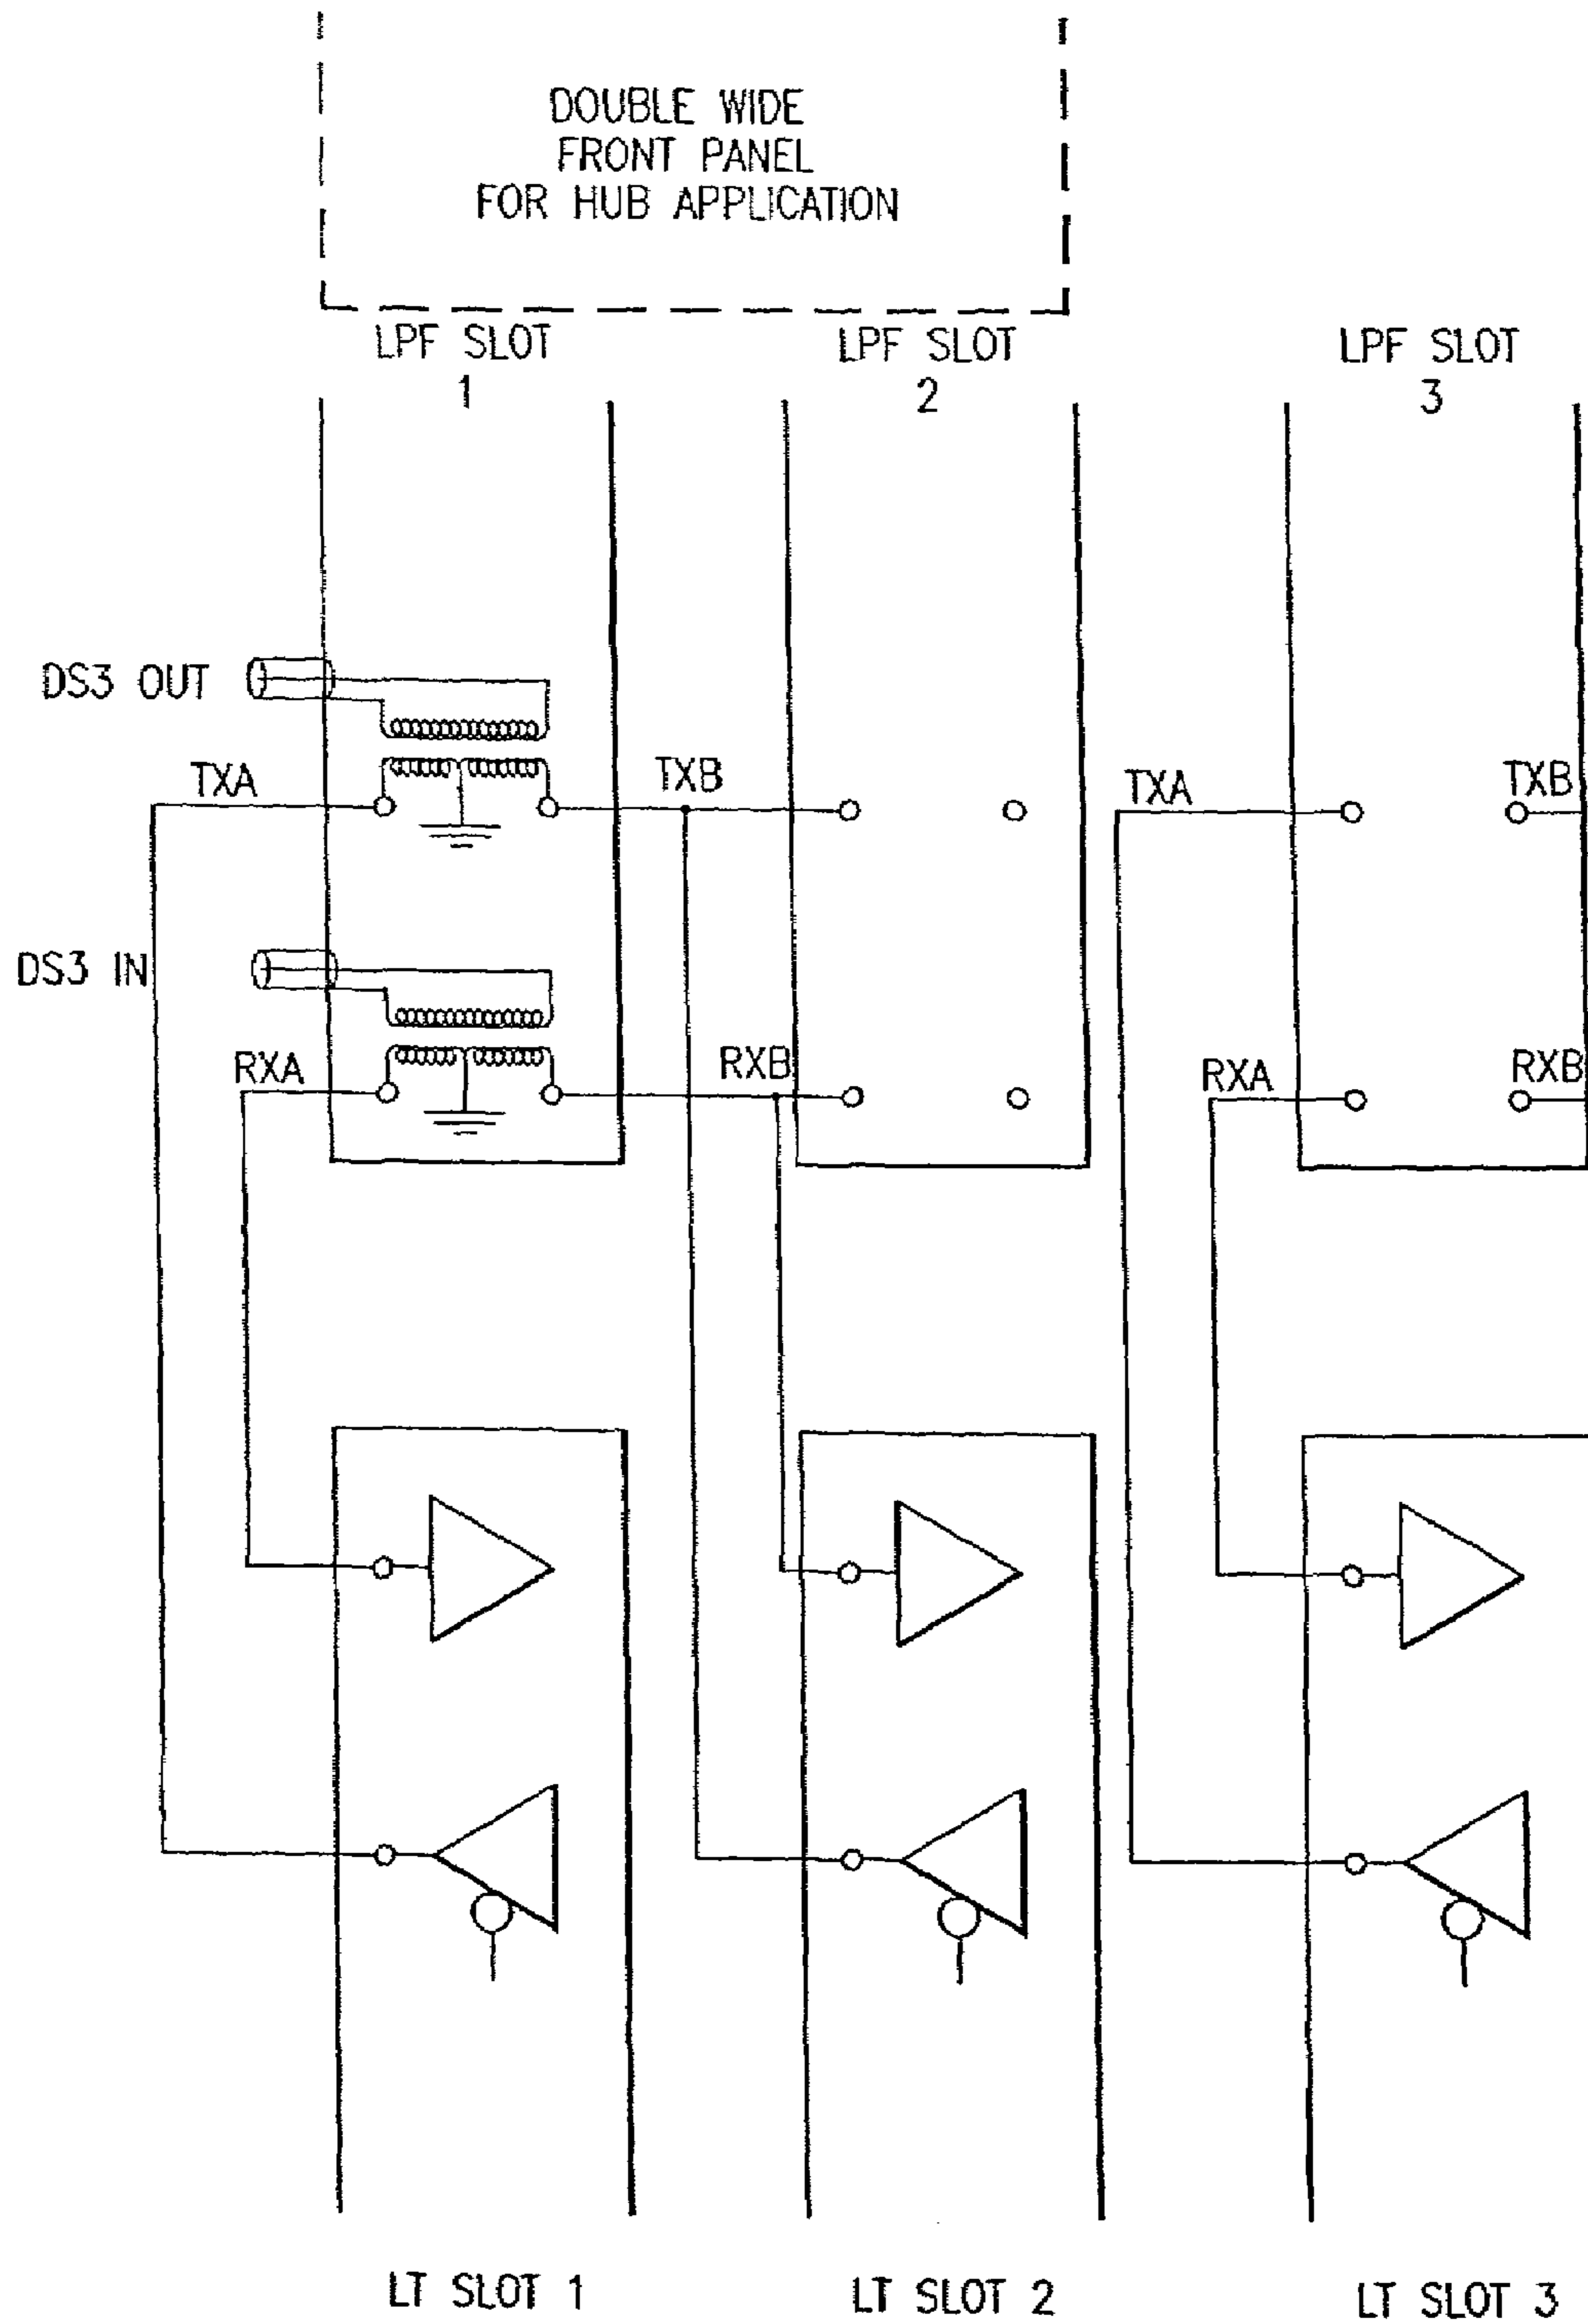 DOUBLE WIDE
FRONT PANEL
FOR HUB APPLICATION
LPF SLOT
1
LPF SLOT
2
LPF SLOT
3
DS3 OUT
TXA
TXB
TXA
TXB
DS3 IN
RXA
RXB
RXA
RXB
LT SLOT 1
LT SLOT 2
LT SLOT 3